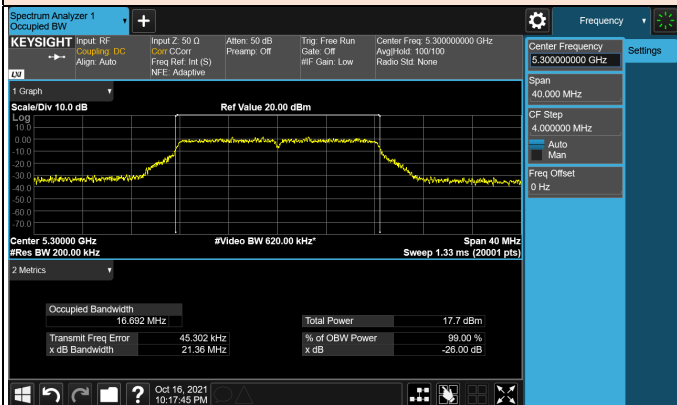 Spectrum Analyzer 1
Occupied BW
Frequency
KEYSIGHT
Input: RF
Coupling: DC
Align: Auto
Input Z: 50 Ω
Corr CCorr
Freq Ref: Int (S)
NFE: Adaptive
Atten: 50 dB
Preamp: Off
Trig: Free Run
Gate: Off
#IF Gain: Low
Center Freq: 5.300000000 GHz
Avg|Hold: 100/100
Radio Std: None
LXI
Center Frequency
5.300000000 GHz
Settings
Span
40.000 MHz
CF Step
4.000000 MHz
Auto
Man
Freq Offset
0 Hz
1 Graph
Scale/Div 10.0 dB
Ref Value 20.00 dBm
Log
10.0
0.00
-10.0
-20.0
-30.0
-40.0
-50.0
-60.0
-70.0
Center 5.30000 GHz
#Video BW 620.00 kHz*
Span 40 MHz
#Res BW 200.00 kHz
Sweep 1.33 ms (20001 pts)
2 Metrics
Occupied Bandwidth
16.692 MHz
Total Power 17.7 dBm
Transmit Freq Error 45.302 kHz
% of OBW Power 99.00 %
x dB Bandwidth 21.36 MHz
x dB -26.00 dB
?
Oct 16, 2021
10:17:45 PM